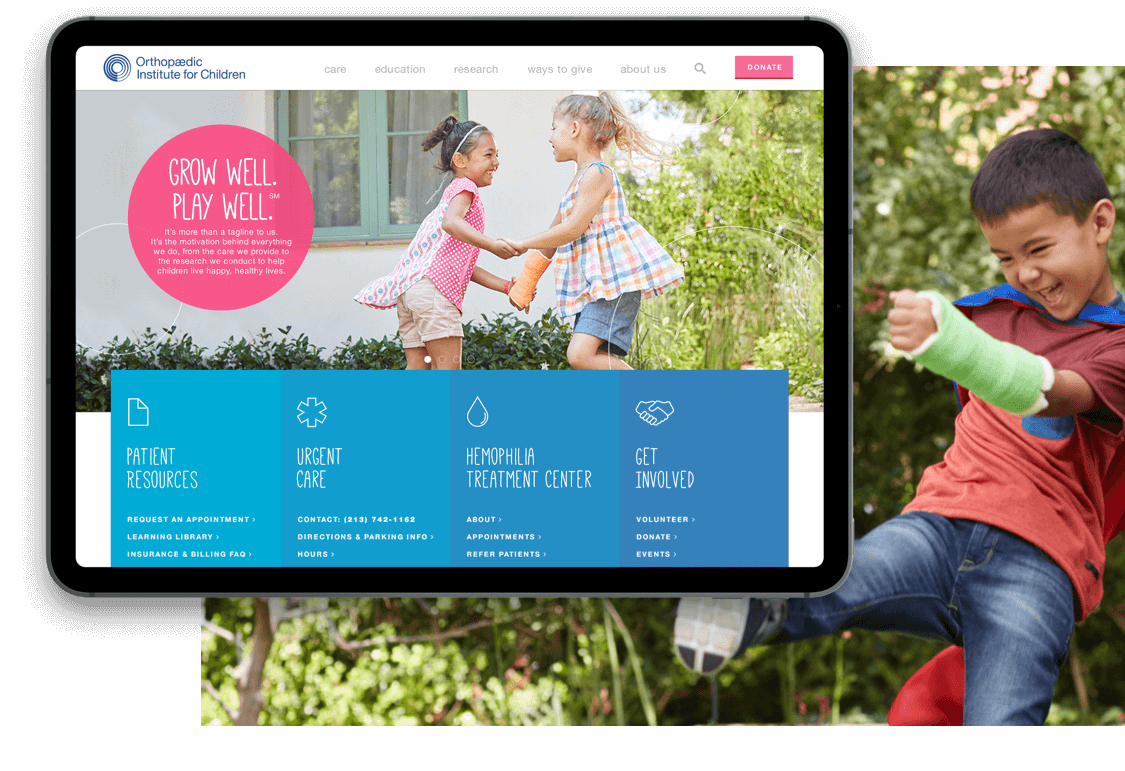 Orthopædic
Institute for Children
care
education
research
ways to give
about us
DONATE
GROW WELL.
PLAY WELL.℠
It's more than a tagline to us.
It's the motivation behind everything
we do, from the care we provide to
the research we conduct to help
children live happy, healthy lives.
PATIENT
RESOURCES
REQUEST AN APPOINTMENT ›
LEARNING LIBRARY ›
INSURANCE & BILLING FAQ ›
URGENT
CARE
CONTACT: (213) 742-1162
DIRECTIONS & PARKING INFO ›
HOURS ›
HEMOPHILIA
TREATMENT CENTER
ABOUT ›
APPOINTMENTS ›
REFER PATIENTS ›
GET
INVOLVED
VOLUNTEER ›
DONATE ›
EVENTS ›